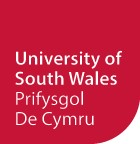 University of
South Wales
Prifysgol
De Cymru